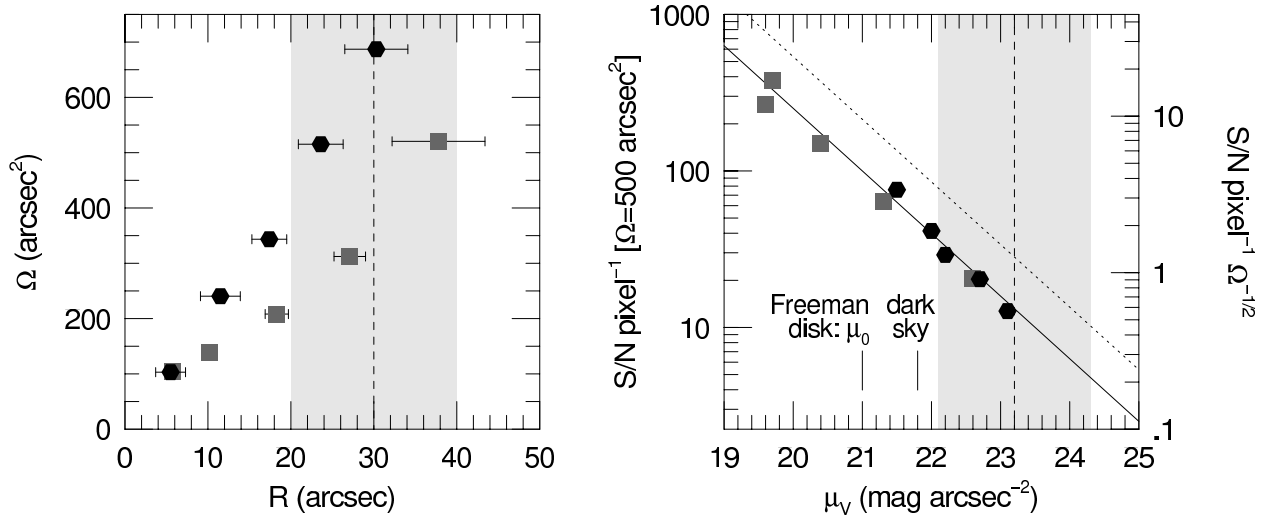 Ω (arcsec²)
600
400
200
0
0 10 20 30 40 50
R (arcsec)
S/N pixel⁻¹ [Ω=500 arcsec²]
1000
100
10
Freeman dark
disk: μ₀ sky
19 20 21 22 23 24 25
μ_V (mag arcsec⁻²)
10
1
.1
S/N pixel⁻¹ Ω⁻¹/²